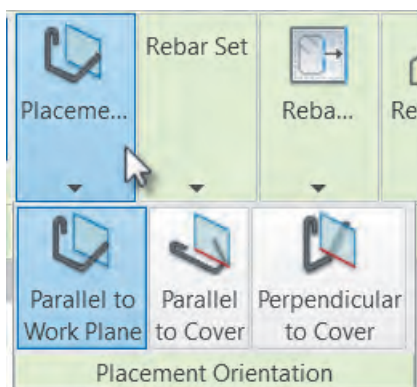 Rebar Set
Placeme...
Reba...
Re
Parallel to
Work Plane
Parallel
to Cover
Perpendicular
to Cover
Placement Orientation